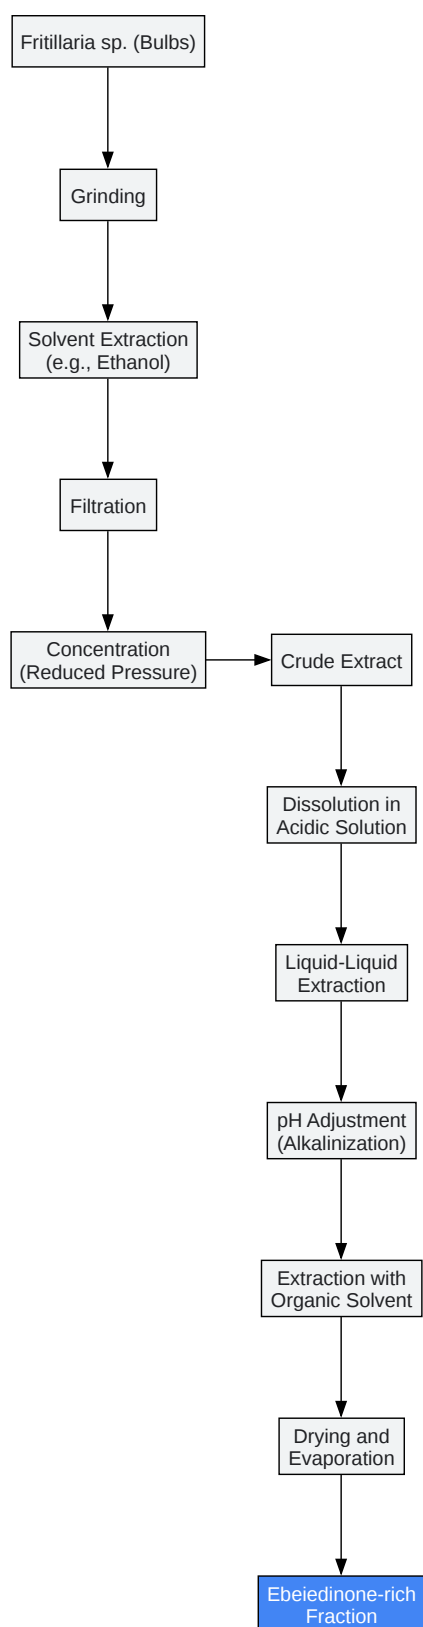 Fritillaria sp. (Bulbs)
Grinding
Solvent Extraction
(e.g., Ethanol)
Filtration
Concentration
(Reduced Pressure)
Crude Extract
Dissolution in
Acidic Solution
Liquid-Liquid
Extraction
pH Adjustment
(Alkalinization)
Extraction with
Organic Solvent
Drying and
Evaporation
Ebeiedinone-rich
Fraction